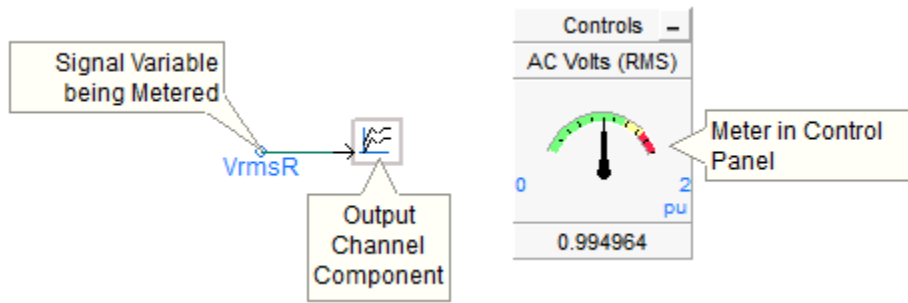 Signal Variable
being Metered
VrmsR
Output
Channel
Component
Controls –
AC Volts (RMS)
0
2
pu
0.994964
Meter in Control
Panel